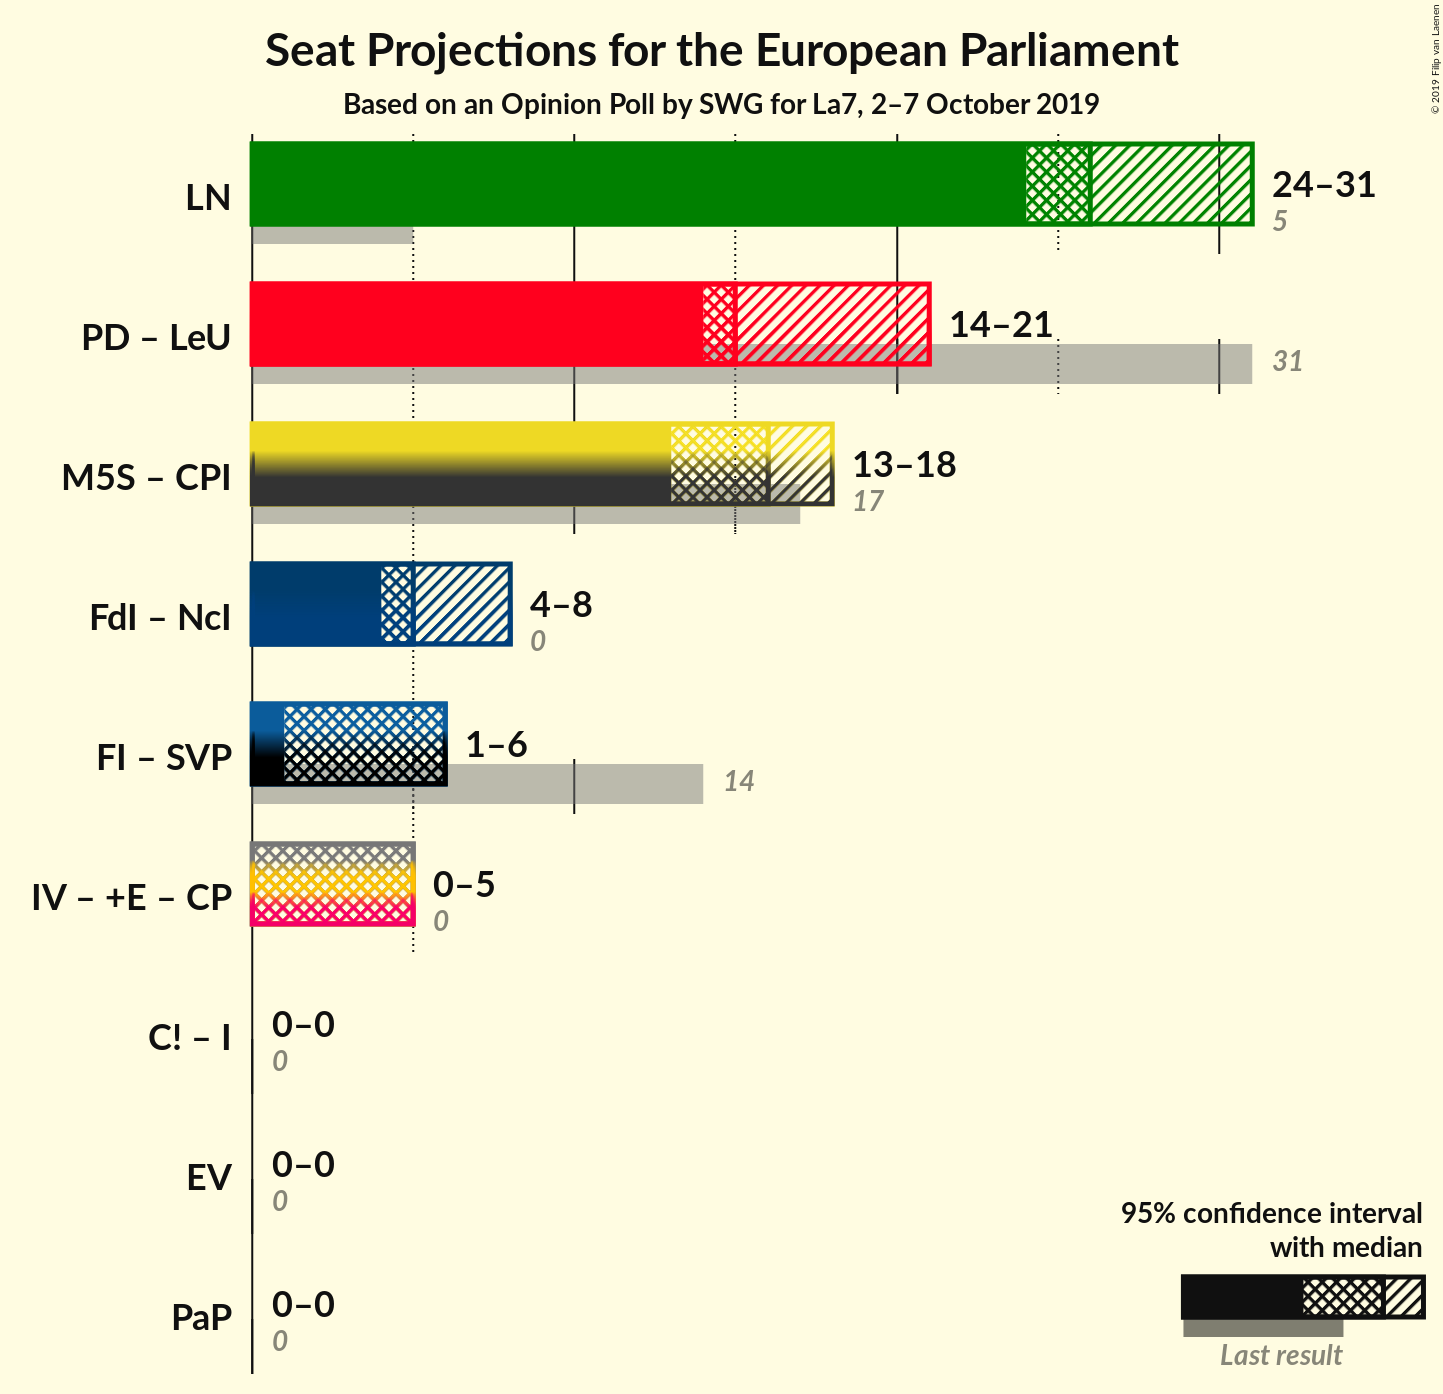 Seat Projections for the European Parliament
Based on an Opinion Poll by SWG for La7, 2–7 October 2019
© 2019 Filip van Laenen
LN
24–31
5
PD – LeU
14–21
31
M5S – CPI
13–18
17
FdI – NcI
4–8
0
FI – SVP
1–6
14
IV – +E – CP
0–5
0
C! – I
0–0
0
EV
0–0
0
PaP
0–0
0
95% confidence interval
with median
Last result